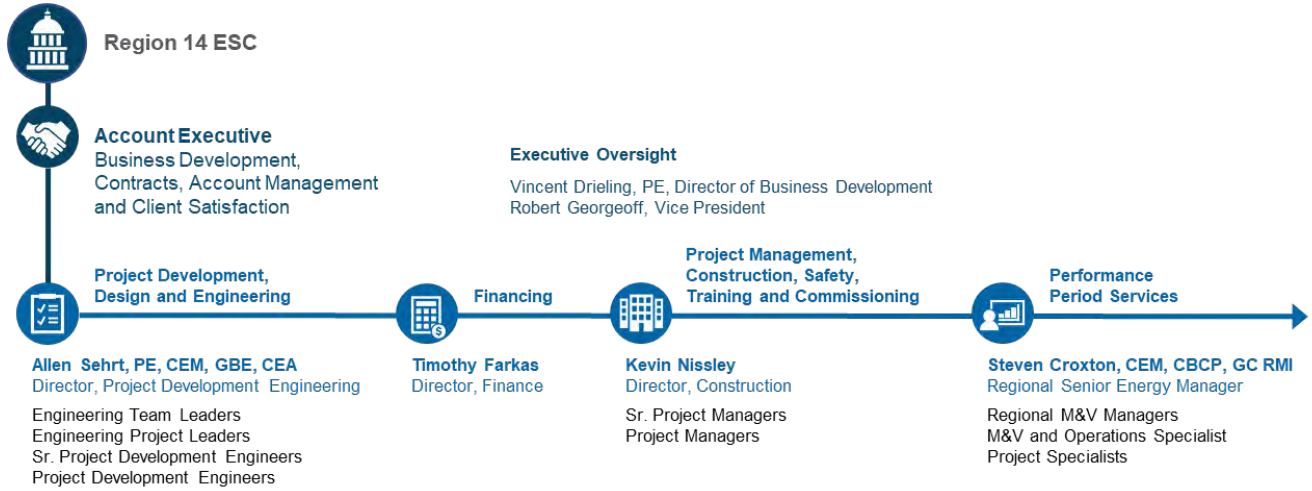 Region 14 ESC
Account Executive
Business Development,
Contracts, Account Management
and Client Satisfaction
Executive Oversight
Vincent Drieling, PE, Director of Business Development
Robert Georgeoff, Vice President
Project Development,
Design and Engineering
Financing
Project Management,
Construction, Safety,
Training and Commissioning
Performance
Period Services
$
Allen Sehrt, PE, CEM, GBE, CEA
Director, Project Development Engineering
Engineering Team Leaders
Engineering Project Leaders
Sr. Project Development Engineers
Project Development Engineers
Timothy Farkas
Director, Finance
Kevin Nissley
Director, Construction
Sr. Project Managers
Project Managers
Steven Croxton, CEM, CBCP, GC RMI
Regional Senior Energy Manager
Regional M&V Managers
M&V and Operations Specialist
Project Specialists